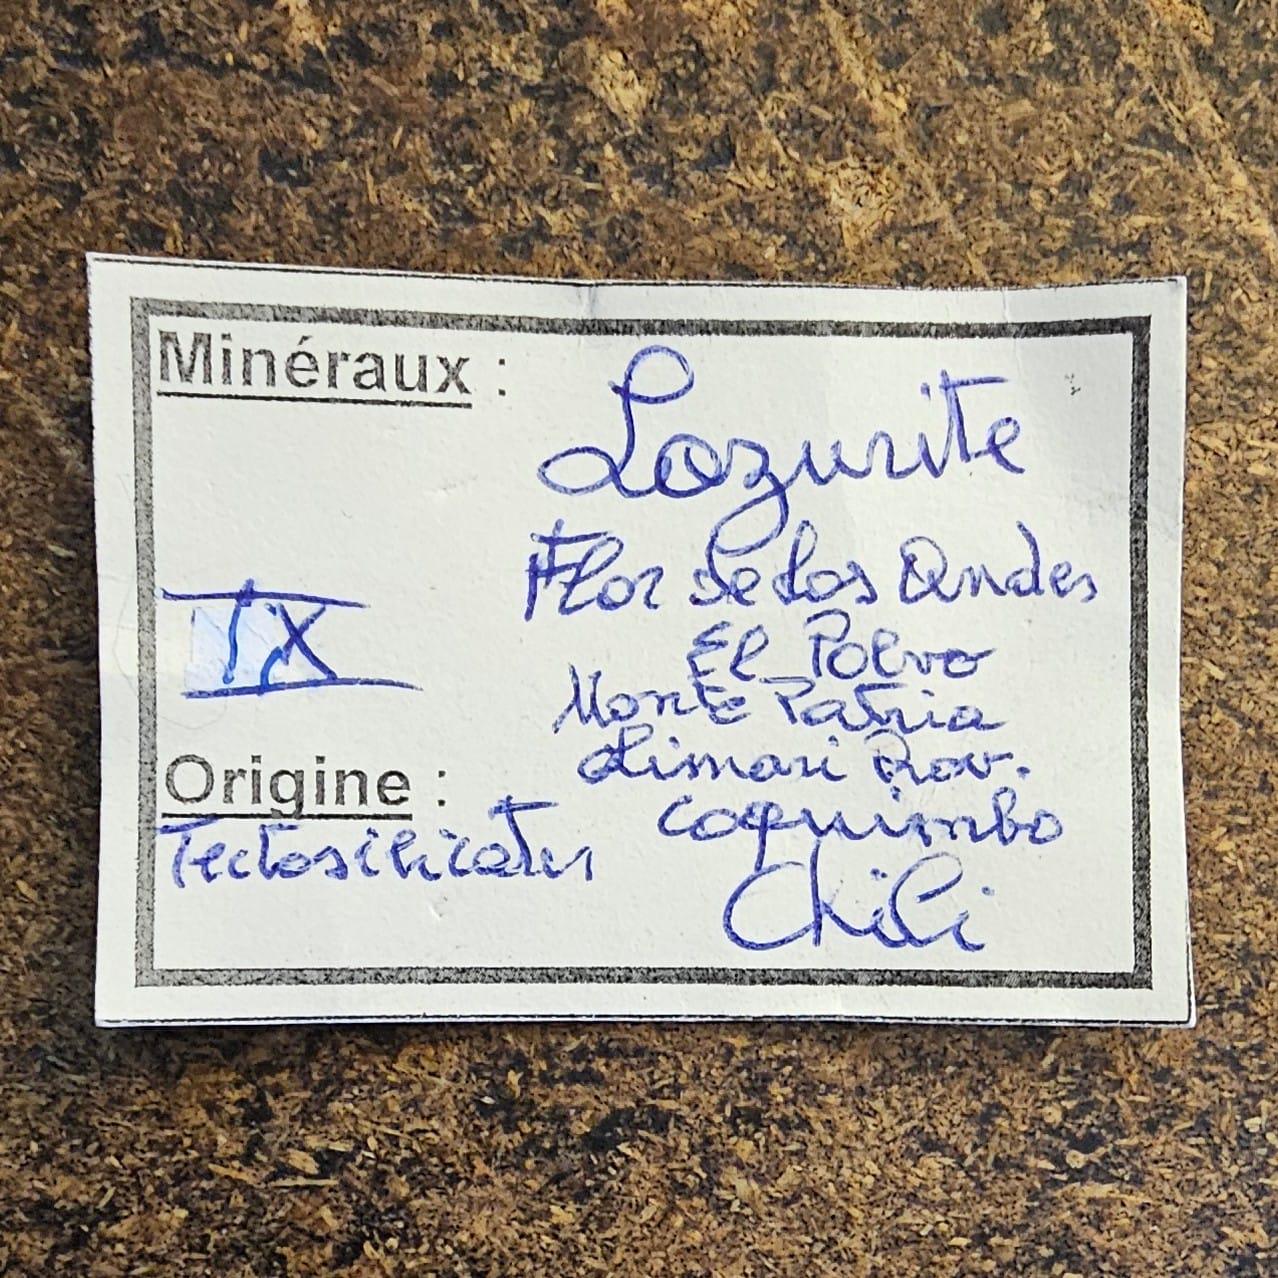 Minéraux :
Lazurite
Flor de los Andes
El Polvo
IX
Monte Patria
Limari Prov.
Origine :
Coquimbo
Tectosilicates
Chili